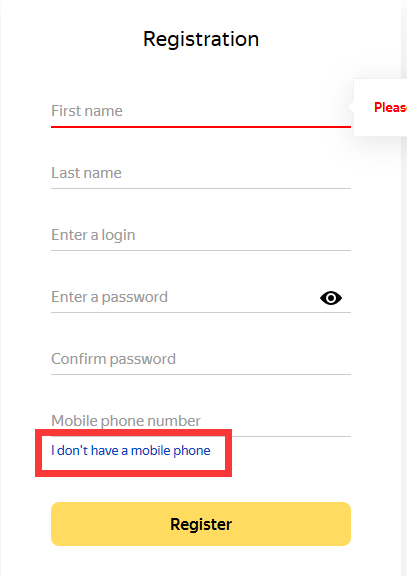 Registration
First name
Last name
Enter a login
Enter a password
Confirm password
Mobile phone number
I don't have a mobile phone
Register